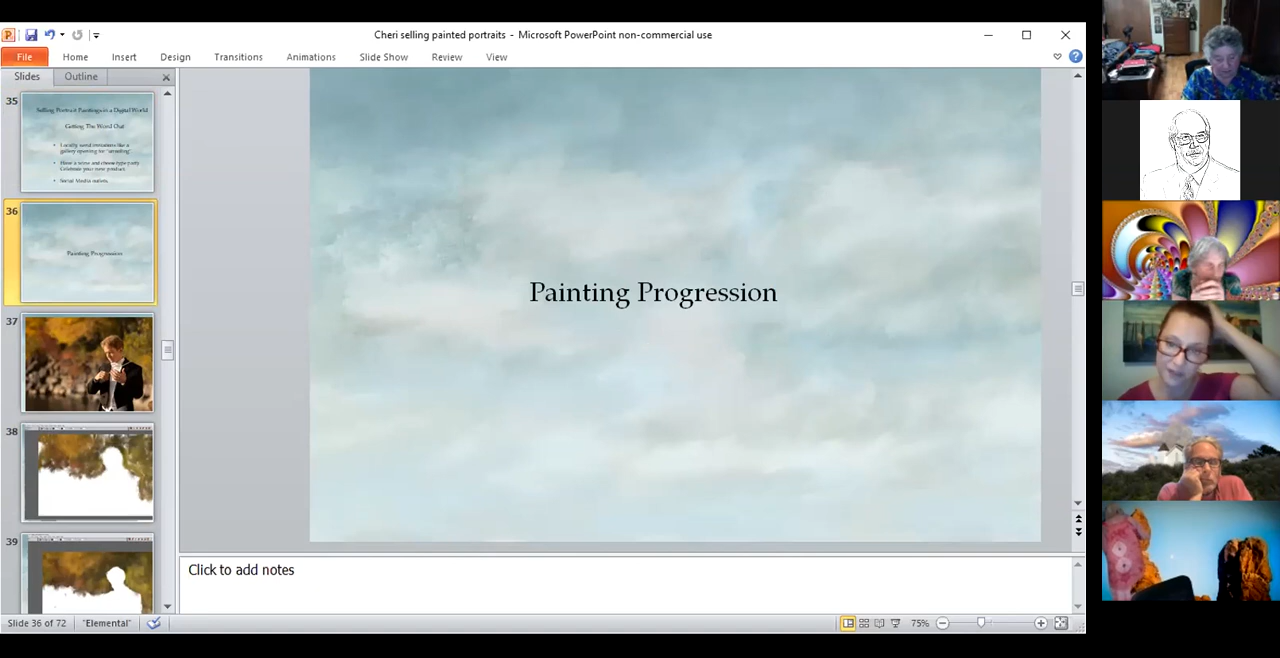 Cheri selling painted portraits - Microsoft PowerPoint non-commercial use
File Home Insert Design Transitions Animations Slide Show Review View
Slides Outline
35
Selling Portrait Paintings in a Digital World
Getting The Word Out!
• Social Media outlets
36
Painting Progression
37
38
39
Painting Progression
Click to add notes
Slide 36 of 72 "Elemental" 75%